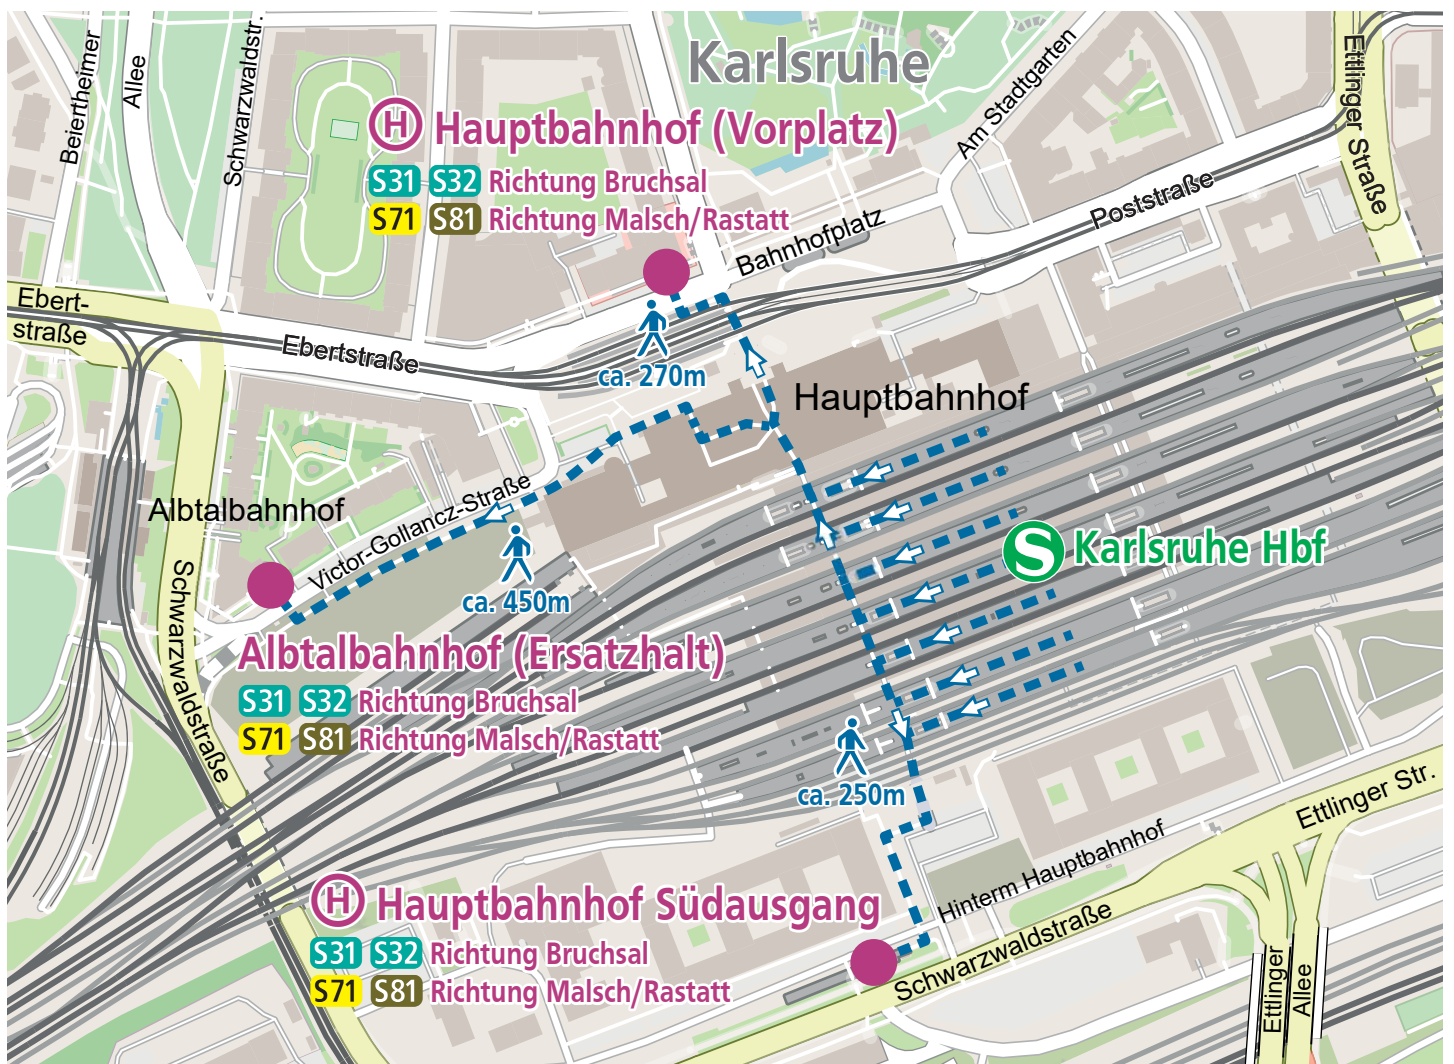 Karlsruhe
Beiertheimer
Allee
Schwarzwaldstr.
Am Stadtgarten
Ettlinger Straße
H Hauptbahnhof (Vorplatz)
S31 S32 Richtung Bruchsal
S71 S81 Richtung Malsch/Rastatt
Poststraße
Bahnhofplatz
Ebert-
straße
Ebertstraße
ca. 270m
Hauptbahnhof
Albtalbahnhof
Victor-Gollancz-Straße
S Karlsruhe Hbf
ca. 450m
Schwarzwaldstraße
Albtalbahnhof (Ersatzhalt)
S31 S32 Richtung Bruchsal
S71 S81 Richtung Malsch/Rastatt
ca. 250m
Ettlinger Str.
Hinterm Hauptbahnhof
H Hauptbahnhof Südausgang
S31 S32 Richtung Bruchsal
S71 S81 Richtung Malsch/Rastatt
Schwarzwaldstraße
Ettlinger
Allee